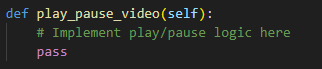 def play_pause_video(self):
    # Implement play/pause logic here
    pass